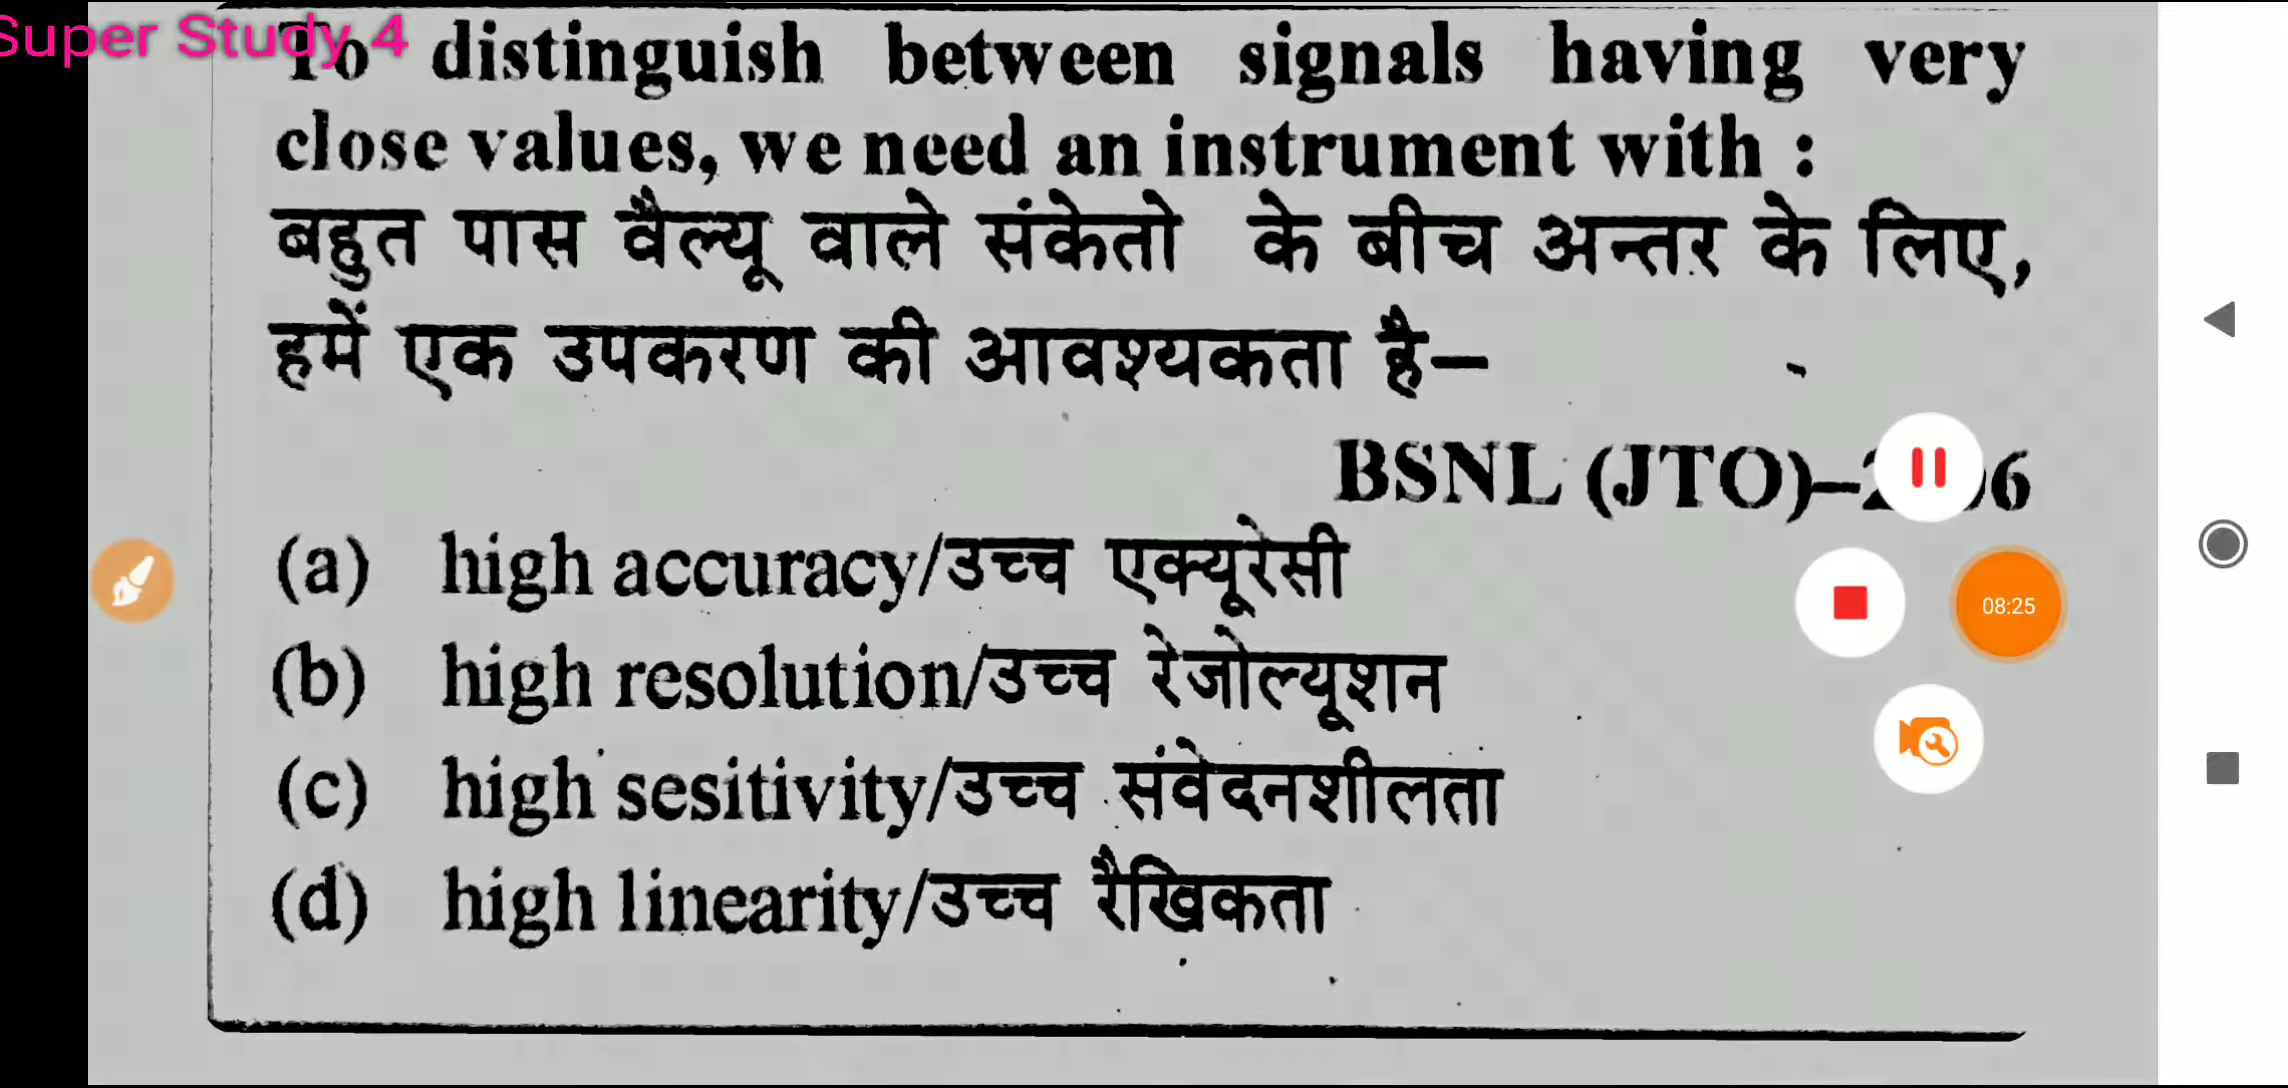 Super Study 4
To distinguish between signals having very
close values, we need an instrument with :
बहुत पास वैल्यू वाले संकेतो के बीच अन्तर के लिए,
हमें एक उपकरण की आवश्यकता है–
BSNL (JTO)–
(a) high accuracy/उच्च एक्यूरेसी
(b) high resolution/उच्च रेजोल्यूशन
08:25
(c) high sesitivity/उच्च संवेदनशीलता
(d) high linearity/उच्च रैखिकता